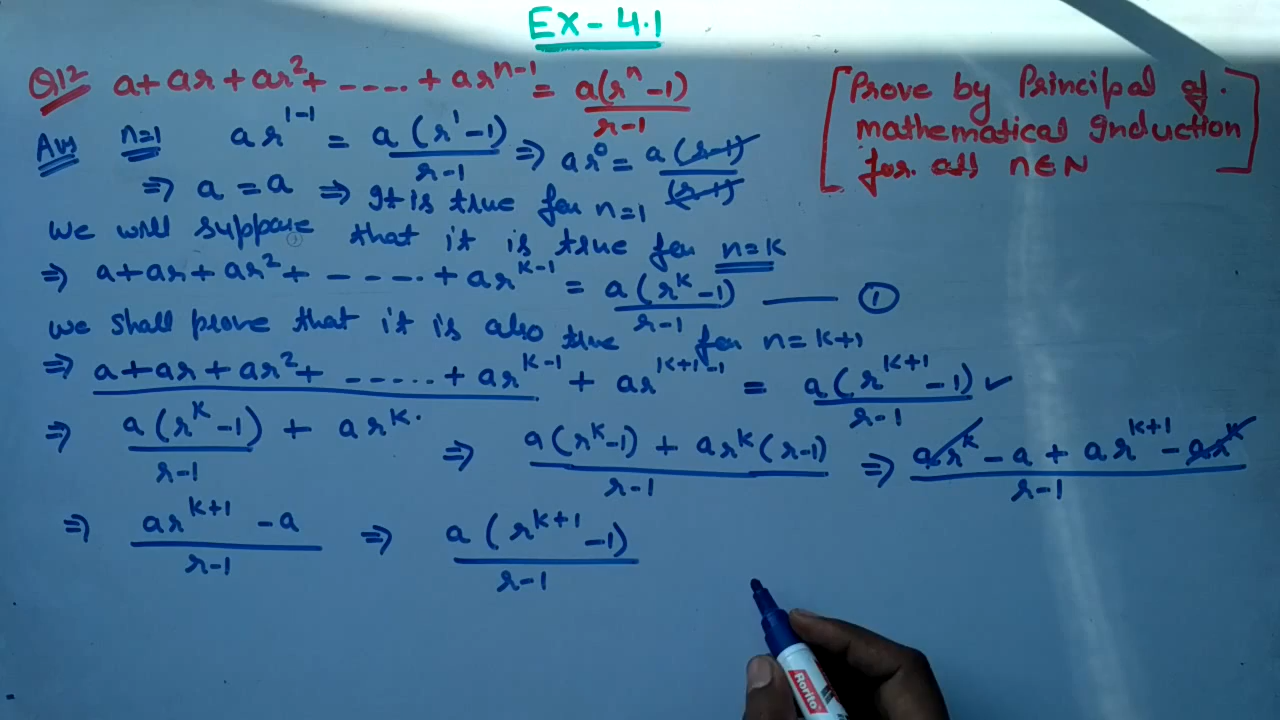 EX - 4.1
Q12 a + ar + ar² + ----- + arⁿ⁻¹ = a(rⁿ - 1) / r-1
[Prove by Principal of mathematical Induction for all n∈N]
Ans n=1 ar¹⁻¹ = a(r¹-1) / r-1 ⇒ ar⁰ = a(r-1) / (r-1)
⇒ a = a ⇒ It is true for n=1
We will suppose that it is true for n=k
⇒ a + ar + ar² + ----- + arᵏ⁻¹ = a(rᵏ - 1) / r-1 —— ①
We shall prove that it is also true for n = k+1
⇒ a + ar + ar² + ----- + arᵏ⁻¹ + arᵏ⁺¹⁻¹ = a(rᵏ⁺¹ - 1) / r-1 ✓
⇒ a(rᵏ - 1) / r-1 + arᵏ. ⇒ a(rᵏ-1) + arᵏ(r-1) / r-1 ⇒ arᵏ - a + arᵏ⁺¹ - arᵏ / r-1
⇒ arᵏ⁺¹ - a / r-1 ⇒ a(rᵏ⁺¹ - 1) / r-1
Rorito